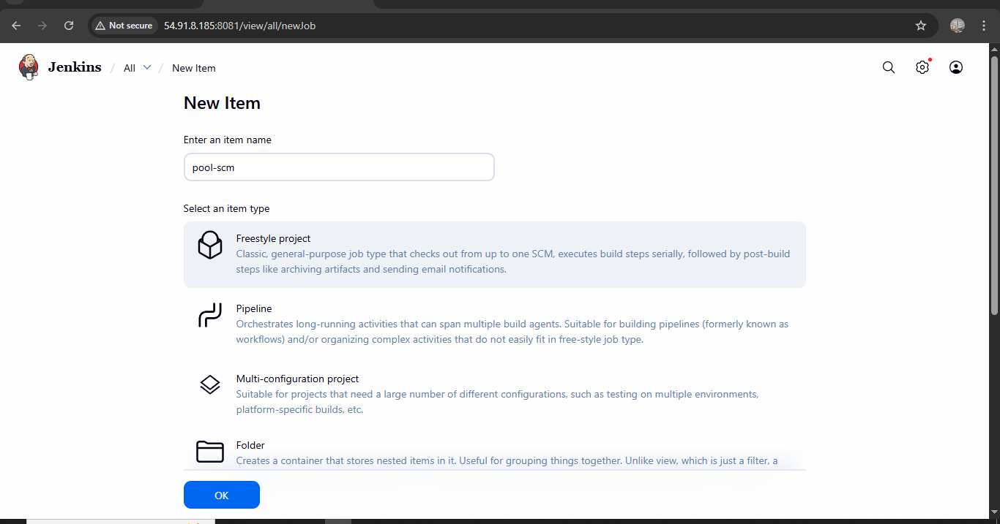 Not secure 54.91.8.185:8081/view/all/newJob
Jenkins / All / New Item
New Item
Enter an item name
pool-scm
Select an item type
Freestyle project
Classic, general-purpose job type that checks out from up to one SCM, executes build steps serially, followed by post-build
steps like archiving artifacts and sending email notifications.
Pipeline
Orchestrates long-running activities that can span multiple build agents. Suitable for building pipelines (formerly known as
workflows) and/or organizing complex activities that do not easily fit in free-style job type.
Multi-configuration project
Suitable for projects that need a large number of different configurations, such as testing on multiple environments,
platform-specific builds, etc.
Folder
Creates a container that stores nested items in it. Useful for grouping things together. Unlike view, which is just a filter, a
OK